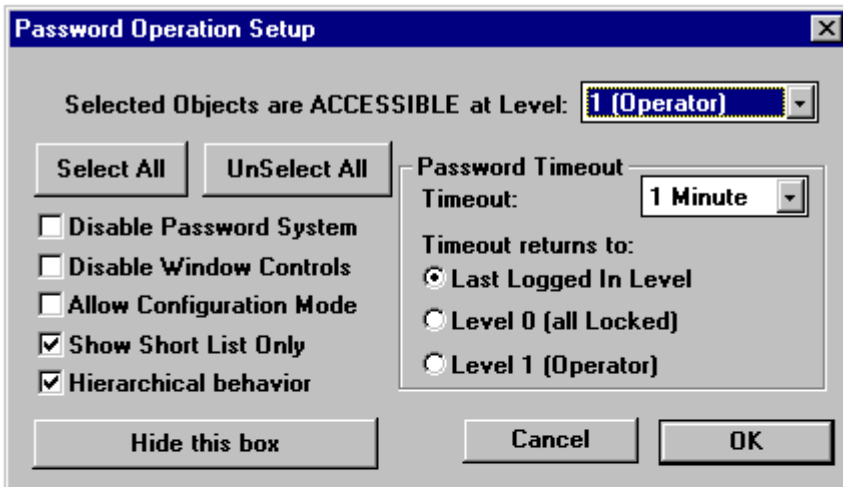 Password Operation Setup
Selected Objects are ACCESSIBLE at Level: 1 (Operator)
Select All
UnSelect All
Disable Password System
Disable Window Controls
Allow Configuration Mode
Show Short List Only
Hierarchical behavior
Password Timeout
Timeout: 1 Minute
Timeout returns to:
Last Logged In Level
Level 0 (all Locked)
Level 1 (Operator)
Hide this box
Cancel
OK